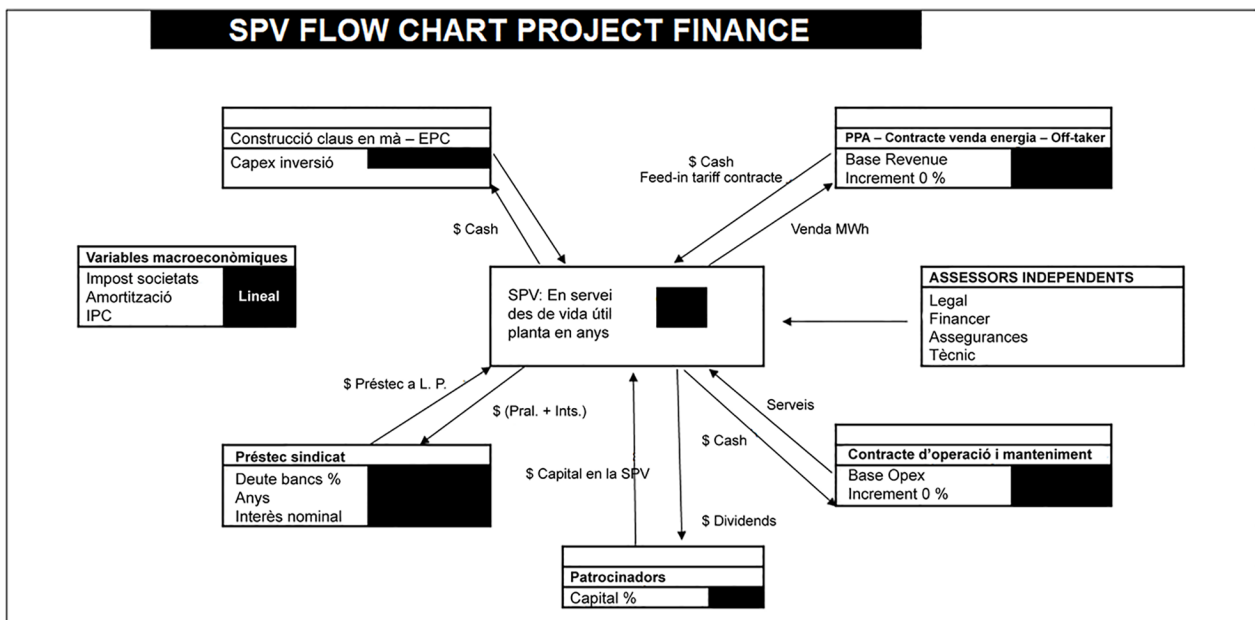 SPV FLOW CHART PROJECT FINANCE
Construcció claus en mà – EPC
Capex inversió
PPA – Contracte venda energia – Off-taker
Base Revenue
Increment 0 %
$ Cash
Feed-in tariff contracte
$ Cash
Venda MWh
Variables macroeconòmiques
Impost societats
Amortització
IPC
Lineal
SPV: En servei
des de vida útil
planta en anys
ASSESSORS INDEPENDENTS
Legal
Financer
Assegurances
Tècnic
$ Préstec a L. P.
$ (Pral. + Ints.)
Serveis
$ Cash
$ Capital en la SPV
$ Dividends
Préstec sindicat
Deute bancs %
Anys
Interès nominal
Contracte d'operació i manteniment
Base Opex
Increment 0 %
Patrocinadors
Capital %